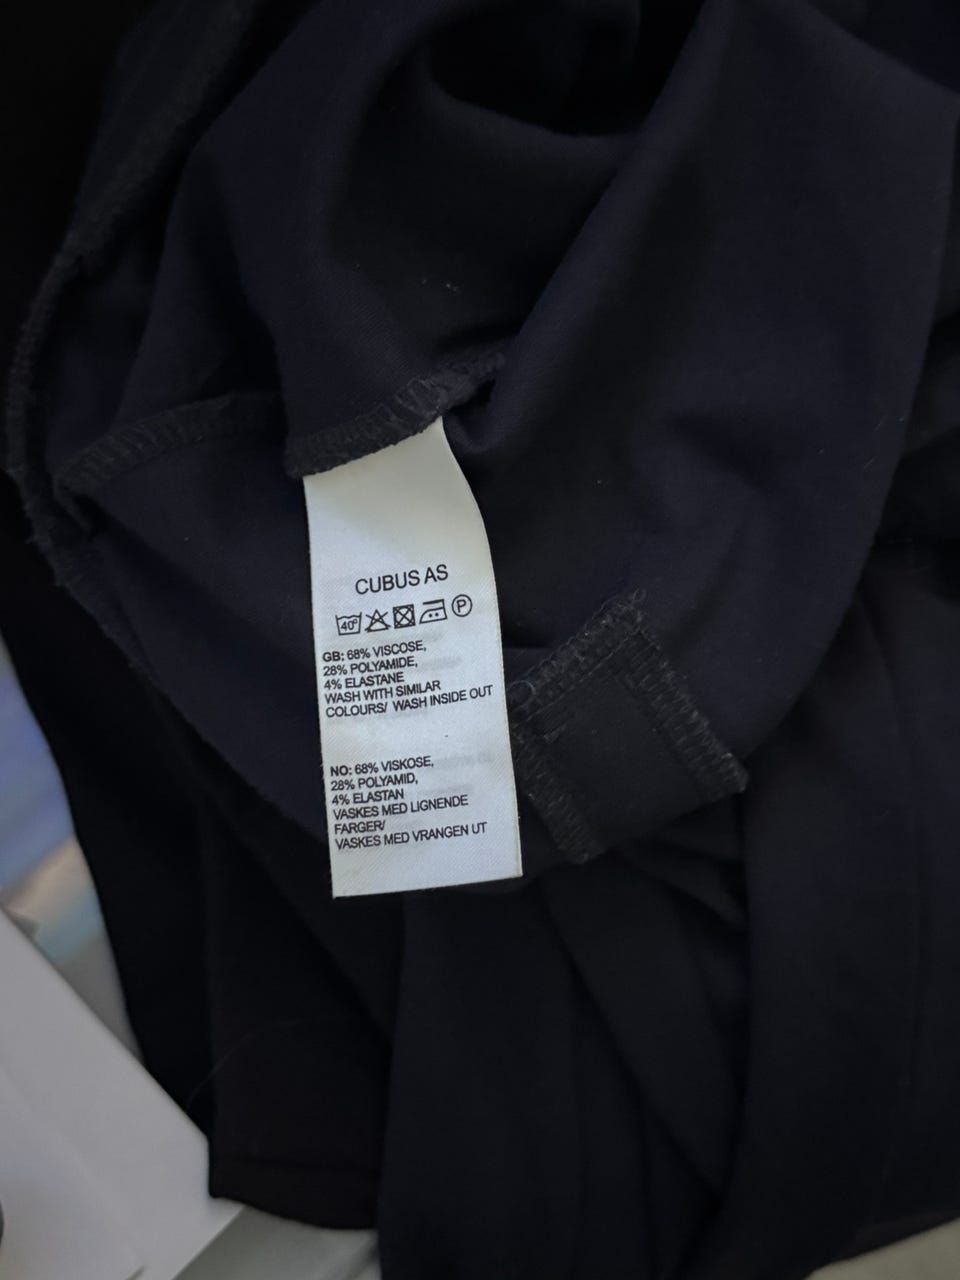 CUBUS AS
40° P
GB: 68% VISCOSE,
28% POLYAMIDE,
4% ELASTANE
WASH WITH SIMILAR
COLOURS/ WASH INSIDE OUT
NO: 68% VISKOSE,
28% POLYAMID,
4% ELASTAN
VASKES MED LIGNENDE
FARGER/
VASKES MED VRANGEN UT